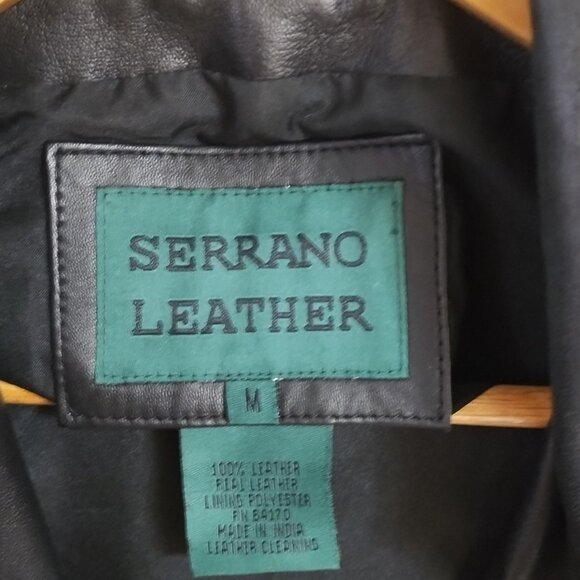 SERRANO
LEATHER
M
100% LEATHER
REAL LEATHER
LINING POLYESTER
RN 84170
MADE IN INDIA
LEATHER CLEANING